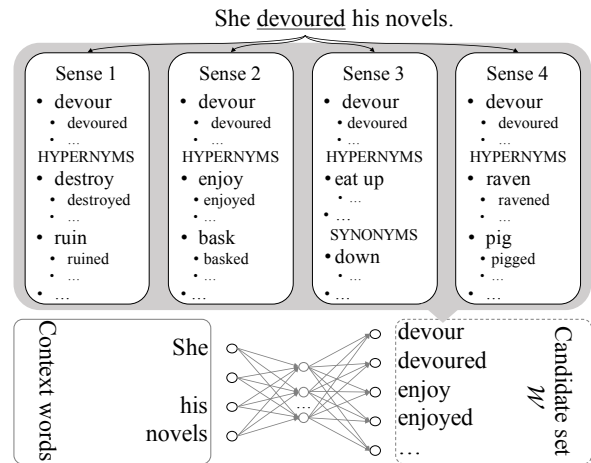 She devoured his novels.
Sense 1
• devour
• devoured
• ...
HYPERNYMS
• destroy
• destroyed
• ...
• ruin
• ruined
• ...
Sense 2
• devour
• devoured
• ...
HYPERNYMS
• enjoy
• enjoyed
• ...
• bask
• basked
• ...
Sense 3
• devour
• devoured
• ...
HYPERNYMS
• eat up
• ...
• ...
SYNONYMS
• down
• ...
Sense 4
• devour
• devoured
• ...
HYPERNYMS
• raven
• ravened
• ...
• pig
• pigged
• ...
Context words
She
his
novels
...
devour
devoured
enjoy
enjoyed
...
Candidate set
W